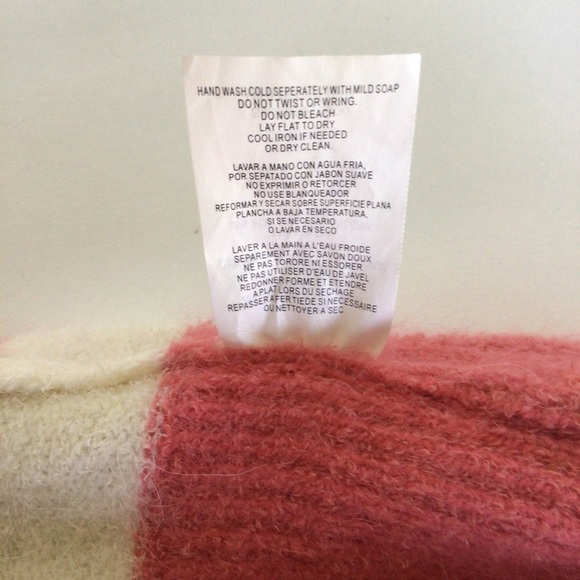 HAND WASH COLD SEPERATELY WITH MILD SOAP
DO NOT TWIST OR WRING.
DO NOT BLEACH
LAY FLAT TO DRY
COOL IRON IF NEEDED
OR DRY CLEAN.
LAVAR A MANO CON AGUA FRIA,
POR SEPATADO CON JABON SUAVE
NO EXPRIMIR O RETORCER
NO USE BLANQUEADOR
REFORMAR Y SECAR SOBRE SUPERFICIE PLANA
PLANCHA A BAJA TEMPERATURA,
SI SE NECESARIO
O LAVAR EN SECO
LAVER A LA MAIN A L'EAU FROIDE
SEPAREMENT AVEC SAVON DOUX
NE PAS TORORE NI ESSORER
NE PAS UTILISER D'EAU DE JAVEL
REDONNER FORME ET ÉTENDRE
A PLAT LORS DU SECHAGE
REPASSER A FER TIEDE SI NECESSAIRE
OU NETTOYER A SEC